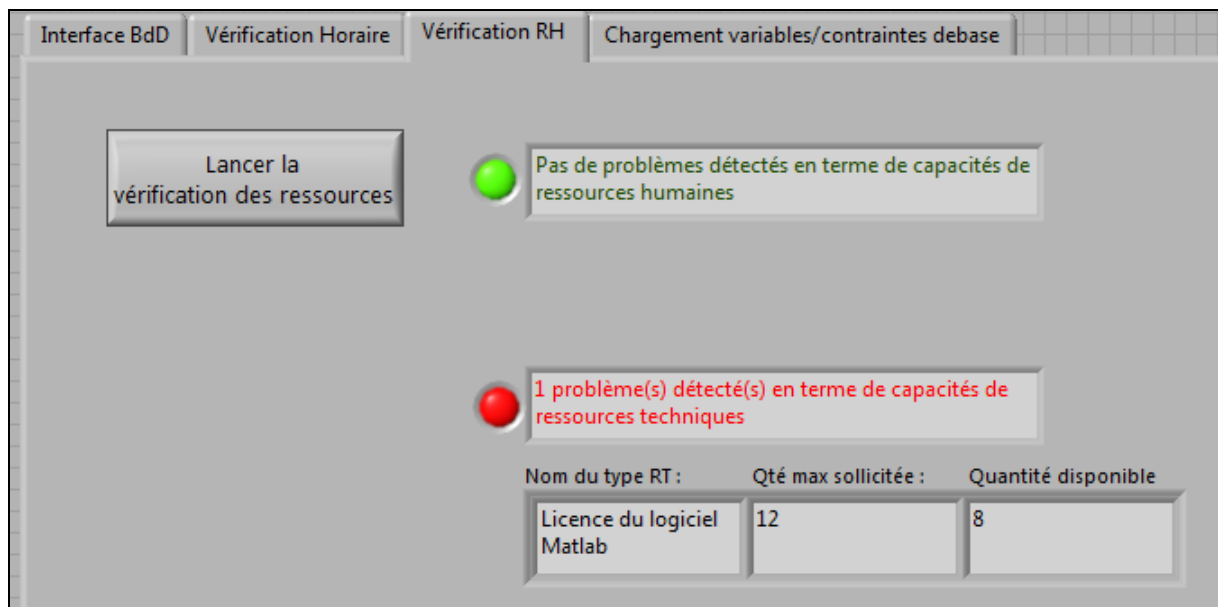 Interface BdD Vérification Horaire Vérification RH Chargement variables/contraintes debase
Lancer la
vérification des ressources
Pas de problèmes détectés en terme de capacités de
ressources humaines
1 problème(s) détecté(s) en terme de capacités de
ressources techniques
Nom du type RT : Qté max sollicitée : Quantité disponible
Licence du logiciel 12 8
Matlab